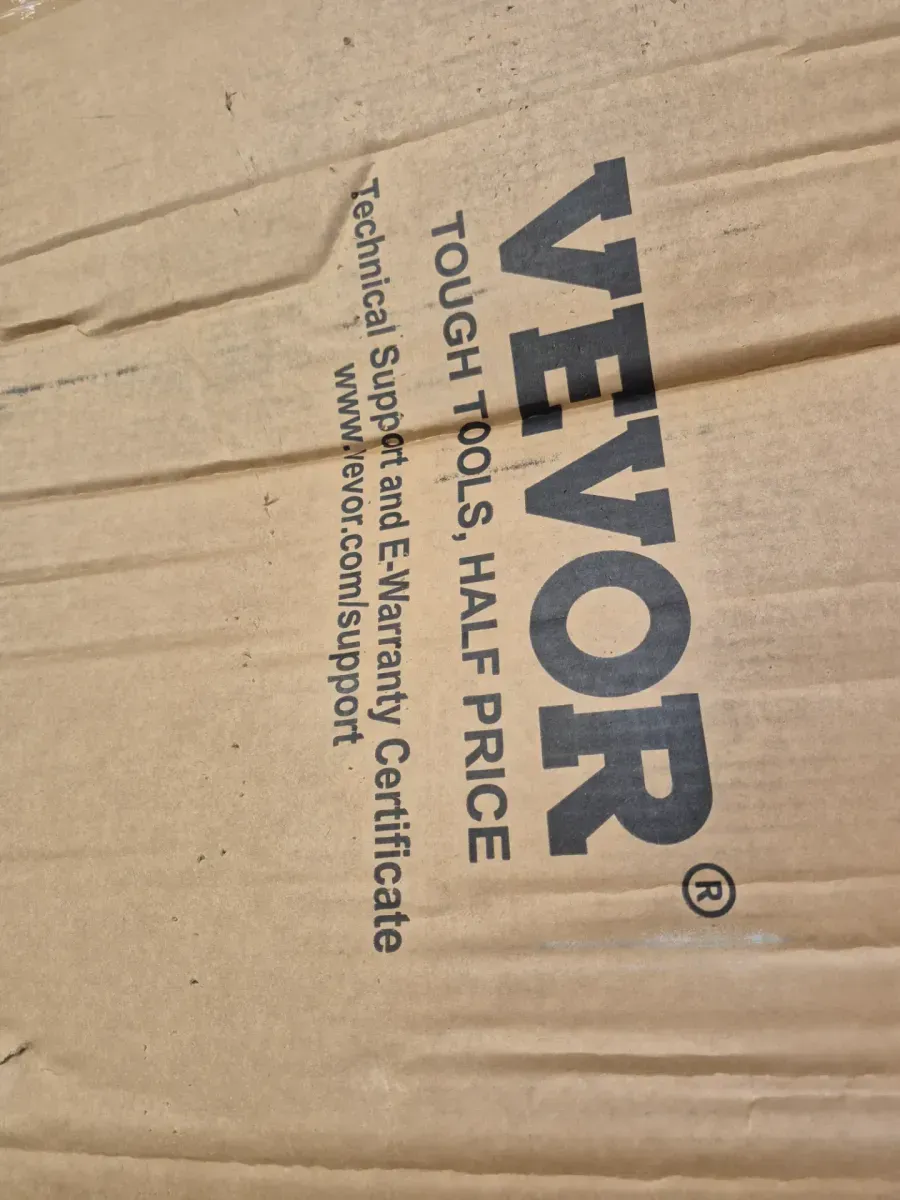 VEVOR®
TOUGH TOOLS, HALF PRICE
Technical Support and E-Warranty Certificate
www.vevor.com/support